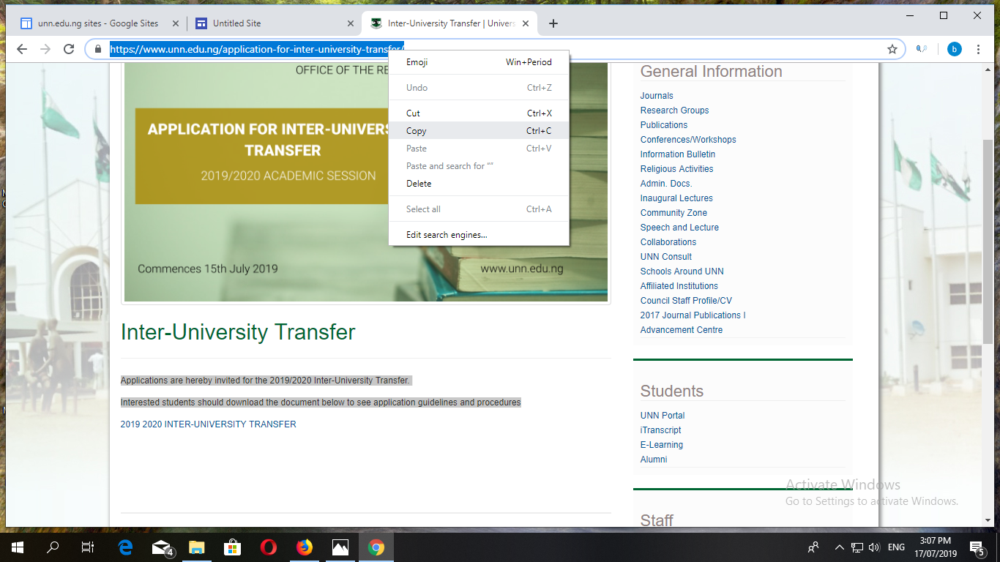 unn.edu.ng sites - Google Sites
Untitled Site
Inter-University Transfer | Univers
https://www.unn.edu.ng/application-for-inter-university-transfer/
b
Emoji Win+Period
Undo Ctrl+Z
Cut Ctrl+X
Copy Ctrl+C
Paste Ctrl+V
Paste and search for “”
Delete
Select all Ctrl+A
Edit search engines...
OFFICE OF THE RE
APPLICATION FOR INTER-UNIVERS
TRANSFER
2019/2020 ACADEMIC SESSION
Commences 15th July 2019
www.unn.edu.ng
Inter-University Transfer
Applications are hereby invited for the 2019/2020 Inter-University Transfer.
Interested students should download the document below to see application guidelines and procedures
2019 2020 INTER-UNIVERSITY TRANSFER
General Information
Journals
Research Groups
Publications
Conferences/Workshops
Information Bulletin
Religious Activities
Admin. Docs.
Inaugural Lectures
Community Zone
Speech and Lecture
Collaborations
UNN Consult
Schools Around UNN
Affiliated Institutions
Council Staff Profile/CV
2017 Journal Publications I
Advancement Centre
Students
UNN Portal
iTranscript
E-Learning
Alumni
Staff
Activate Windows
Go to Settings to activate Windows.
4
ENG
3:07 PM
17/07/2019
5